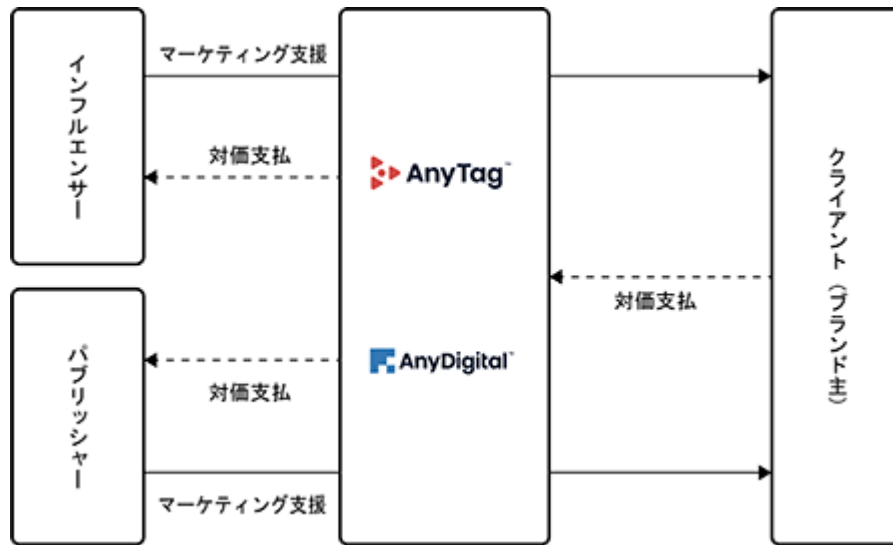 インフルエンサー
マーケティング支援
対価支払
AnyTag™
クライアント（ブランド主）
対価支払
パブリッシャー
AnyDigital™
対価支払
マーケティング支援